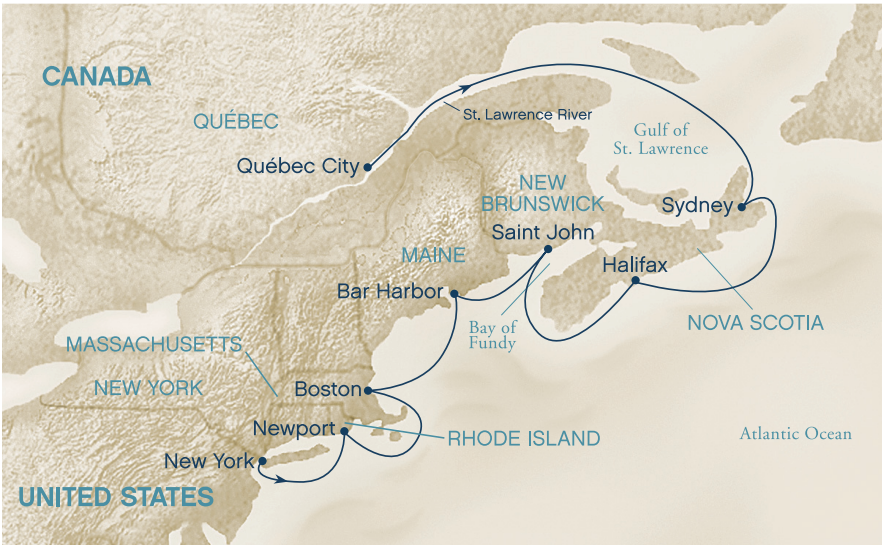 CANADA
QUÉBEC
St. Lawrence River
Gulf of
St. Lawrence
Québec City
NEW
BRUNSWICK
Sydney
Saint John
MAINE
Halifax
Bar Harbor
Bay of
Fundy
NOVA SCOTIA
MASSACHUSETTS
NEW YORK
Boston
Newport
RHODE ISLAND
Atlantic Ocean
New York
UNITED STATES